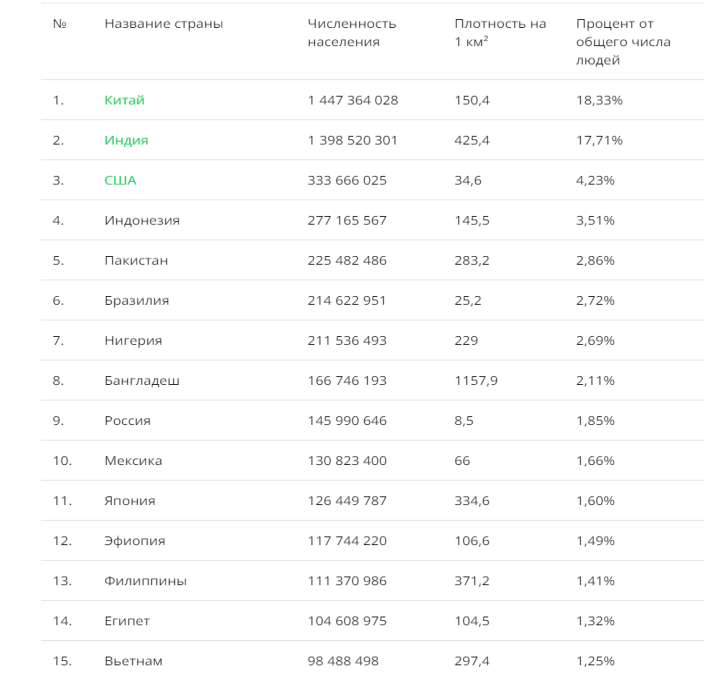 № Название страны Численность населения Плотность на 1 км² Процент от общего числа людей
1. Китай 1 447 364 028 150,4 18,33%
2. Индия 1 398 520 301 425,4 17,71%
3. США 333 666 025 34,6 4,23%
4. Индонезия 277 165 567 145,5 3,51%
5. Пакистан 225 482 486 283,2 2,86%
6. Бразилия 214 622 951 25,2 2,72%
7. Нигерия 211 536 493 229 2,69%
8. Бангладеш 166 746 193 1157,9 2,11%
9. Россия 145 990 646 8,5 1,85%
10. Мексика 130 823 400 66 1,66%
11. Япония 126 449 787 334,6 1,60%
12. Эфиопия 117 744 220 106,6 1,49%
13. Филиппины 111 370 986 371,2 1,41%
14. Египет 104 608 975 104,5 1,32%
15. Вьетнам 98 488 498 297,4 1,25%